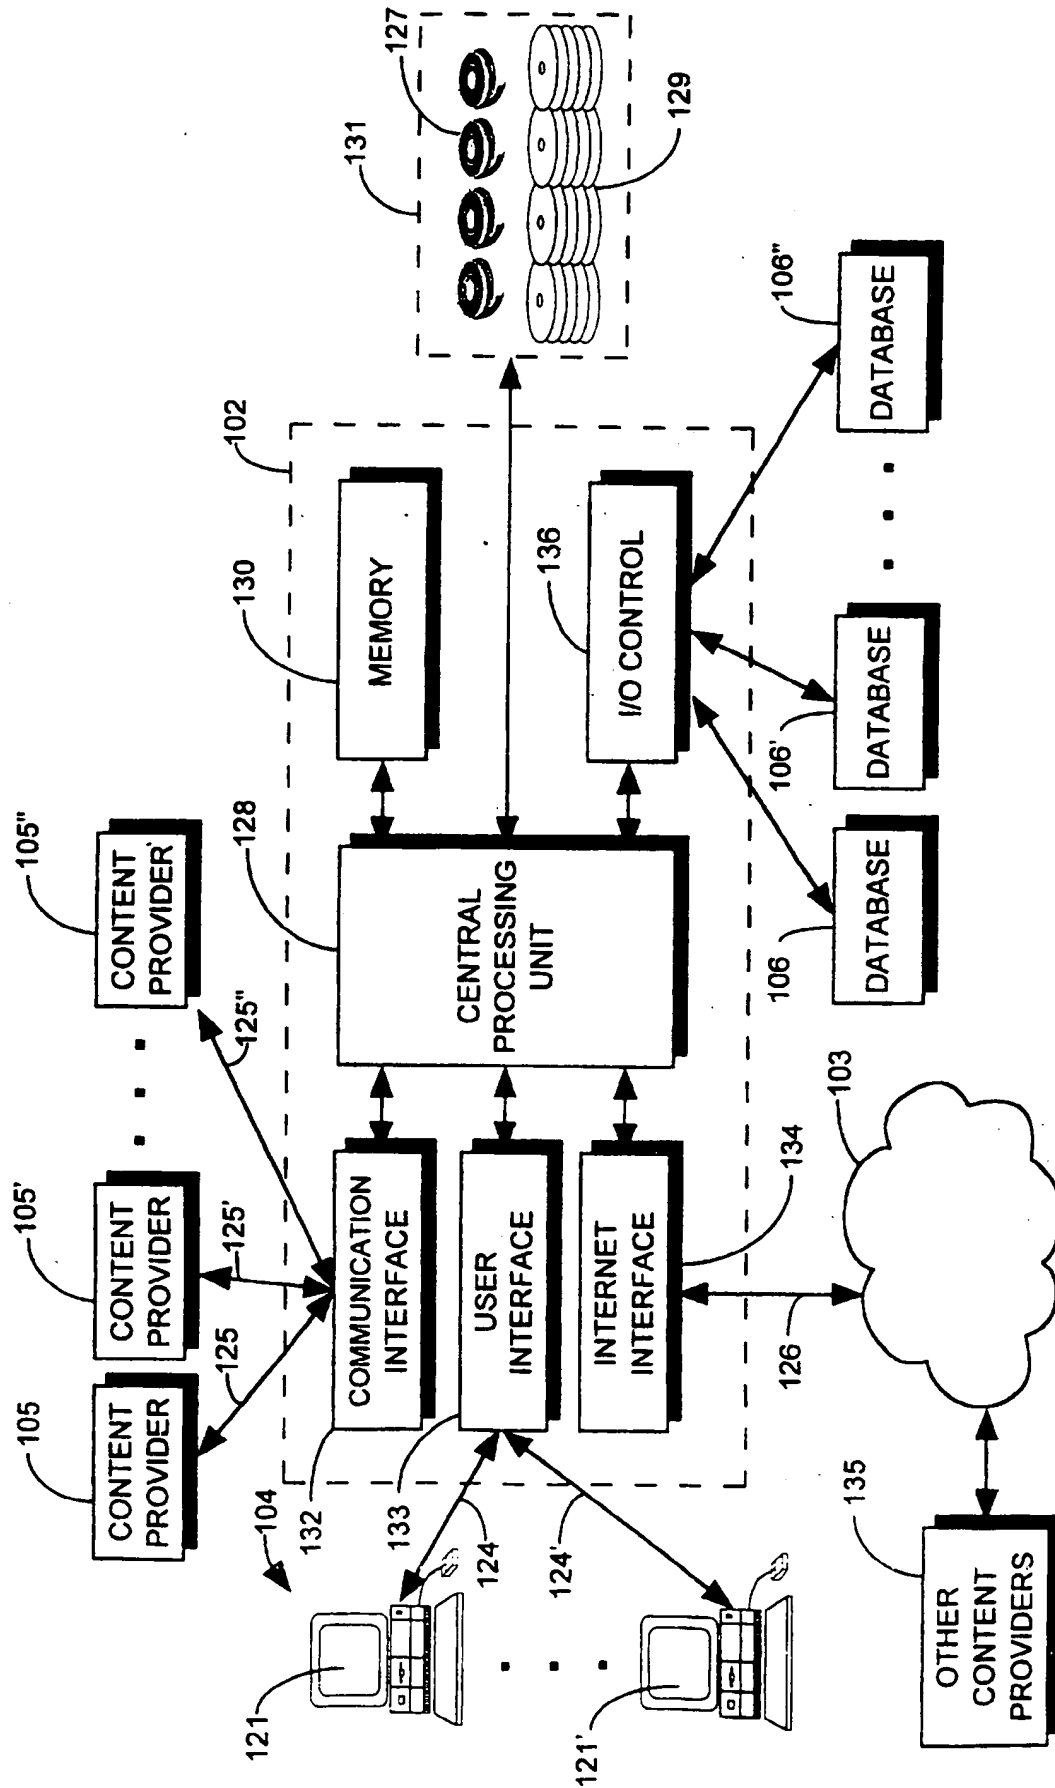 105
105'
105"
CONTENT
PROVIDER
CONTENT
PROVIDER
CONTENT
PROVIDER'
125
125'
125"
104
121
132
COMMUNICATION
INTERFACE
128
130
MEMORY
102
131
127
133
124
USER
INTERFACE
CENTRAL
PROCESSING
UNIT
124'
121'
INTERNET
INTERFACE
134
136
I/O CONTROL
129
126
103
106
106'
106"
135
OTHER
CONTENT
PROVIDERS
DATABASE
DATABASE
DATABASE